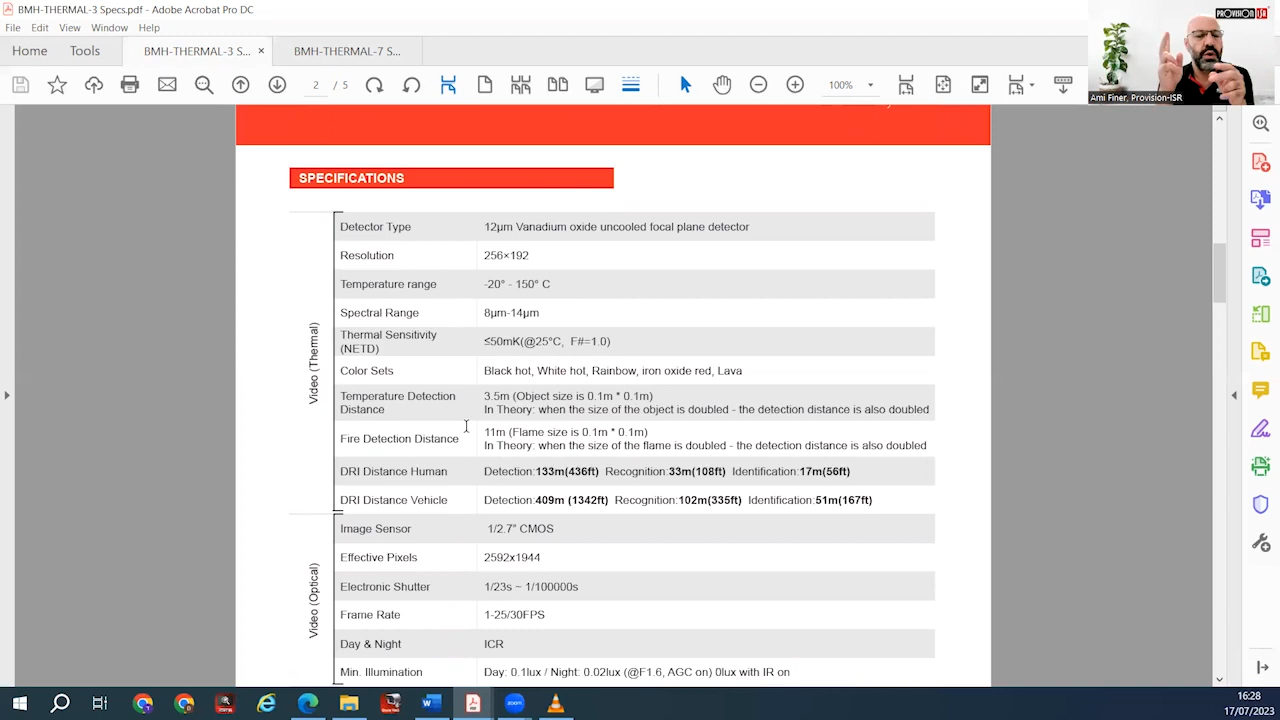 BMH-THERMAL-3 Specs.pdf - Adobe Acrobat Pro DC
File Edit View Window Help
Home Tools BMH-THERMAL-3 S... × BMH-THERMAL-7 S...
2 / 5 100%
PROVISION ISR
Ami Finer, Provision-ISR
SPECIFICATIONS
Video (Thermal)
Detector Type 12µm Vanadium oxide uncooled focal plane detector
Resolution 256×192
Temperature range -20° - 150° C
Spectral Range 8µm-14µm
Thermal Sensitivity
(NETD) ≤50mK(@25°C, F#=1.0)
Color Sets Black hot, White hot, Rainbow, iron oxide red, Lava
Temperature Detection
Distance
3.5m (Object size is 0.1m * 0.1m)
In Theory: when the size of the object is doubled - the detection distance is also doubled
Fire Detection Distance
11m (Flame size is 0.1m * 0.1m)
In Theory: when the size of the flame is doubled - the detection distance is also doubled
DRI Distance Human Detection:133m(436ft) Recognition:33m(108ft) Identification:17m(56ft)
DRI Distance Vehicle Detection:409m (1342ft) Recognition:102m(335ft) Identification:51m(167ft)
Video (Optical)
Image Sensor 1/2.7" CMOS
Effective Pixels 2592x1944
Electronic Shutter 1/23s ~ 1/100000s
Frame Rate 1-25/30FPS
Day & Night ICR
Min. Illumination Day: 0.1lux / Night: 0.02lux (@F1.6, AGC on) 0lux with IR on
zoom
16:28
17/07/2023